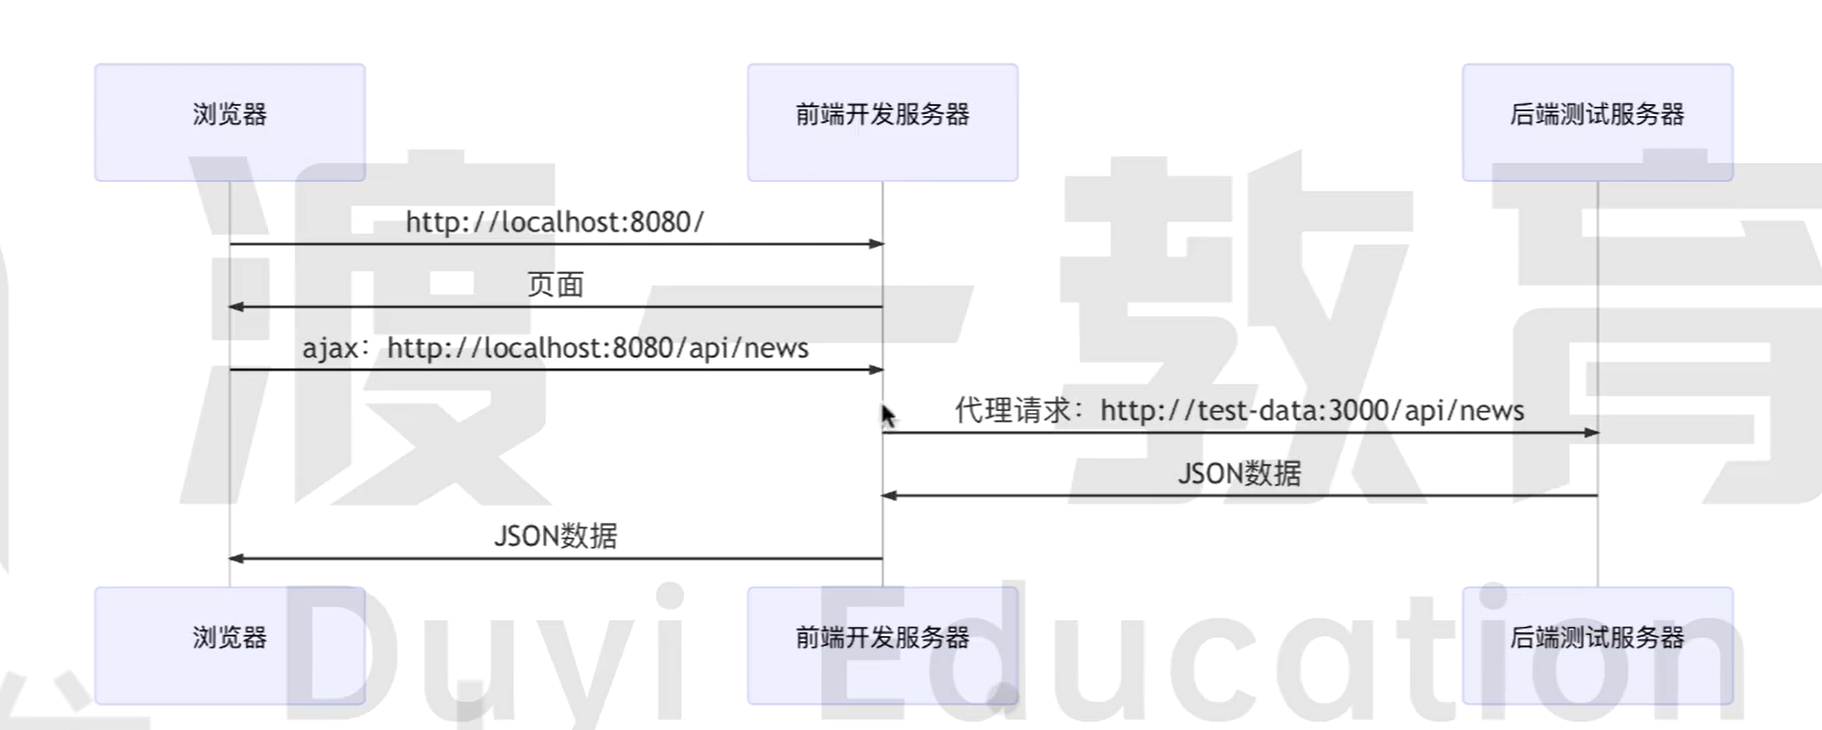 浏览器
前端开发服务器
后端测试服务器
http://localhost:8080/
页面
ajax：http://localhost:8080/api/news
代理请求：http://test-data:3000/api/news
JSON数据
JSON数据
浏览器
前端开发服务器
后端测试服务器
渡一教育
Duyi Education